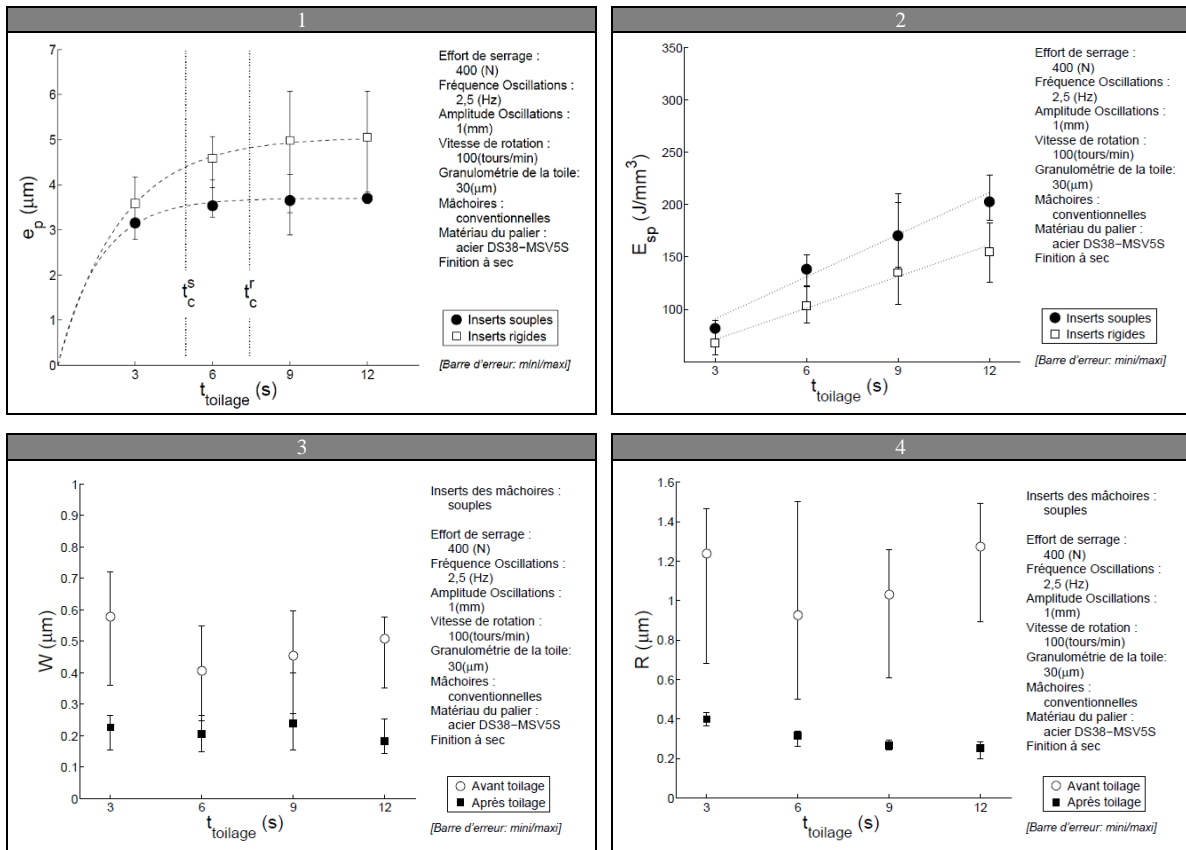 1
7
6
5
4
3
2
1
0
e_p (μm)
t_c^s
t_c^r
3
6
9
12
t_toilage (s)
Effort de serrage :
400 (N)
Fréquence Oscillations :
2,5 (Hz)
Amplitude Oscillations :
1(mm)
Vitesse de rotation :
100(tours/min)
Granulométrie de la toile:
30(μm)
Mâchoires :
conventionnelles
Matériau du palier :
acier DS38−MSV5S
Finition à sec
Inserts souples
Inserts rigides
[Barre d'erreur: mini/maxi]
2
350
300
250
200
150
100
E_sp (J/mm³)
3
6
9
12
t_toilage (s)
Effort de serrage :
400 (N)
Fréquence Oscillations :
2,5 (Hz)
Amplitude Oscillations :
1(mm)
Vitesse de rotation :
100(tours/min)
Granulométrie de la toile:
30(μm)
Mâchoires :
conventionnelles
Matériau du palier :
acier DS38−MSV5S
Finition à sec
Inserts souples
Inserts rigides
[Barre d'erreur: mini/maxi]
3
1
0.9
0.8
0.7
0.6
0.5
0.4
0.3
0.2
0.1
0
W (μm)
3
6
9
12
t_toilage (s)
Inserts des mâchoires :
souples
Effort de serrage :
400 (N)
Fréquence Oscillations :
2,5 (Hz)
Amplitude Oscillations :
1(mm)
Vitesse de rotation :
100(tours/min)
Granulométrie de la toile:
30(μm)
Mâchoires :
conventionnelles
Matériau du palier :
acier DS38−MSV5S
Finition à sec
Avant toilage
Après toilage
[Barre d'erreur: mini/maxi]
4
1.6
1.4
1.2
1
0.8
0.6
0.4
0.2
0
R (μm)
3
6
9
12
t_toilage (s)
Inserts des mâchoires :
souples
Effort de serrage :
400 (N)
Fréquence Oscillations :
2,5 (Hz)
Amplitude Oscillations :
1(mm)
Vitesse de rotation :
100(tours/min)
Granulométrie de la toile:
30(μm)
Mâchoires :
conventionnelles
Matériau du palier :
acier DS38−MSV5S
Finition à sec
Avant toilage
Après toilage
[Barre d'erreur: mini/maxi]